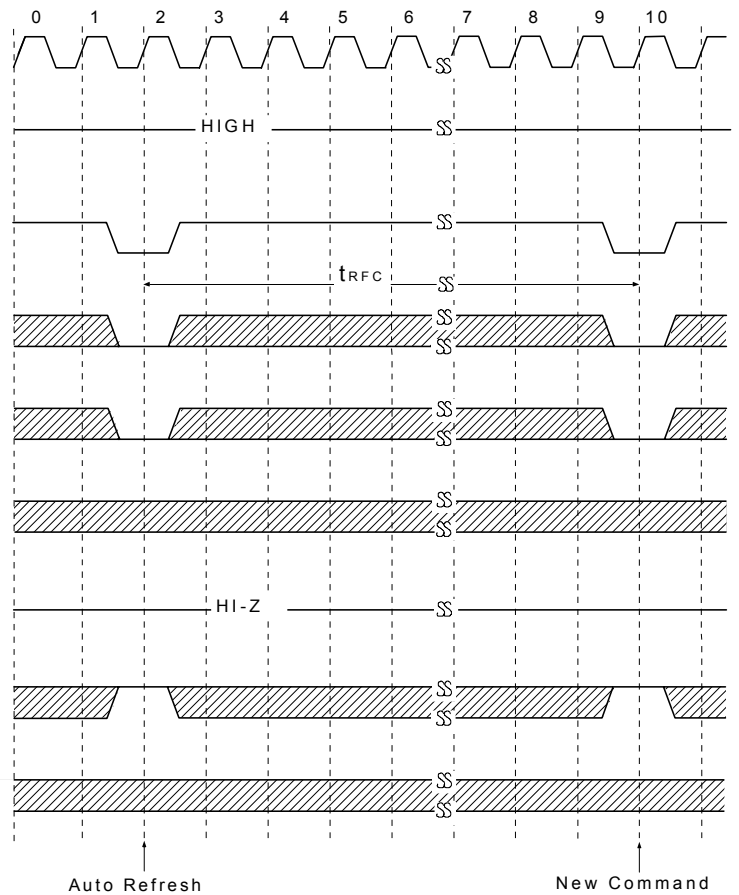 0 1 2 3 4 5 6 7 8 9 10
HIGH
tRFC
HI-Z
Auto Refresh
New Command